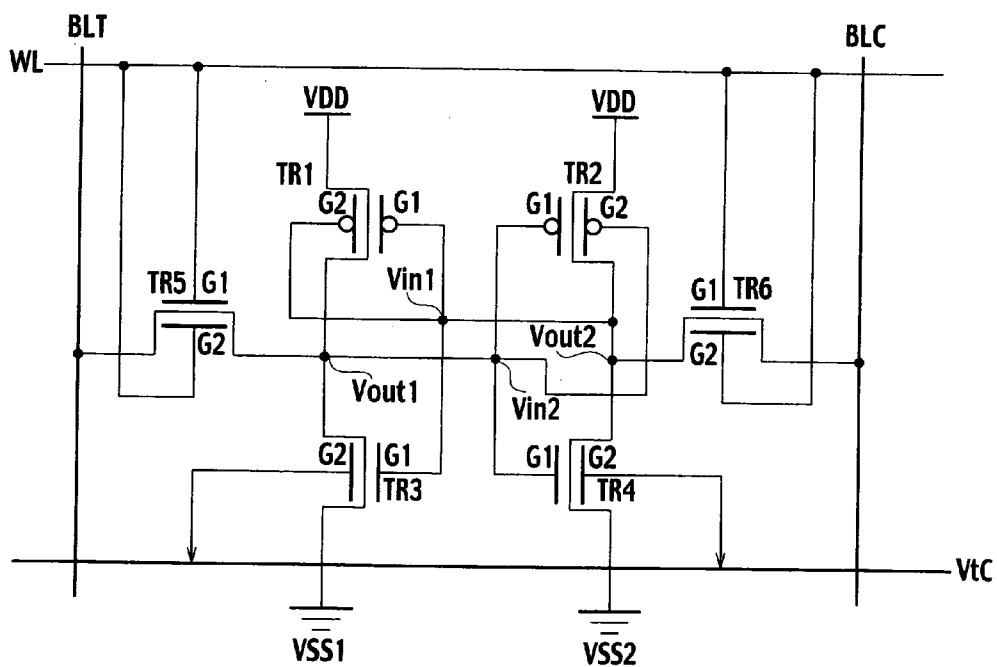 BLT
BLC
WL
VDD
VDD
TR1
TR2
G2
G1
G1
G2
TR5
G1
Vin1
G1
TR6
G2
Vout2
G2
Vout1
Vin2
G2
G1
G1
G2
TR3
TR4
VtC
VSS1
VSS2